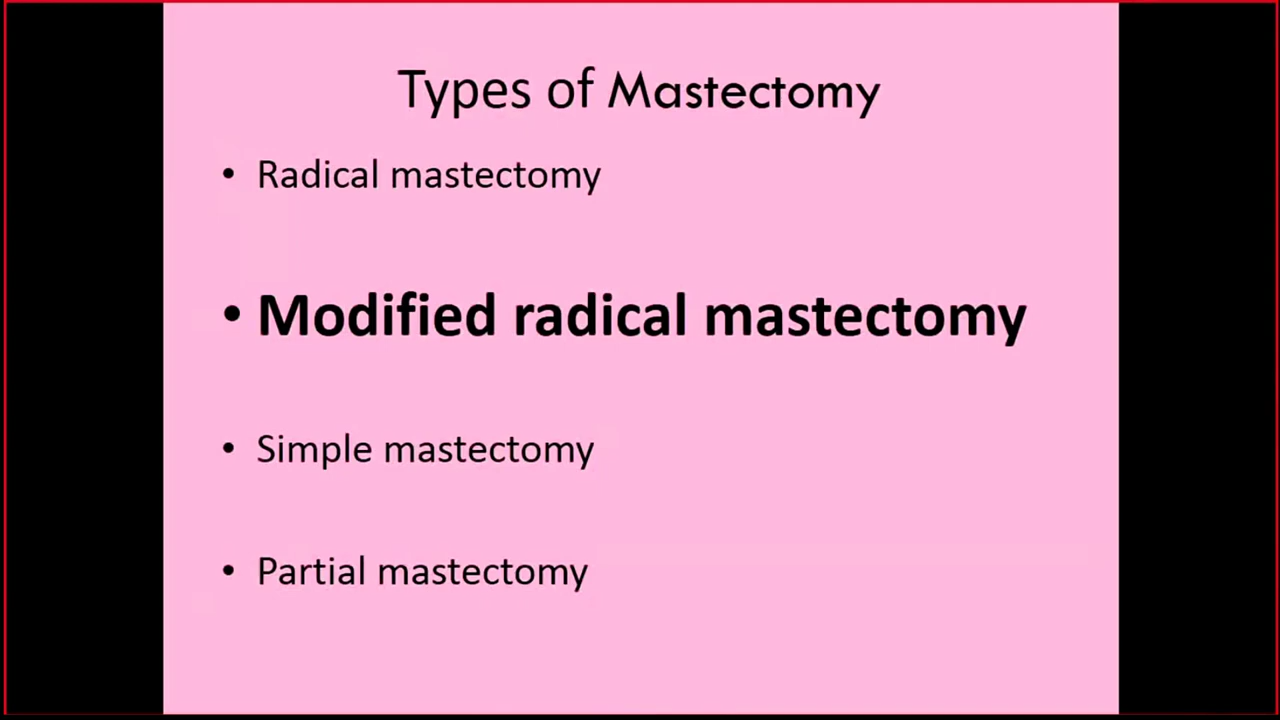 Types of Mastectomy
• Radical mastectomy
• Modified radical mastectomy
• Simple mastectomy
• Partial mastectomy